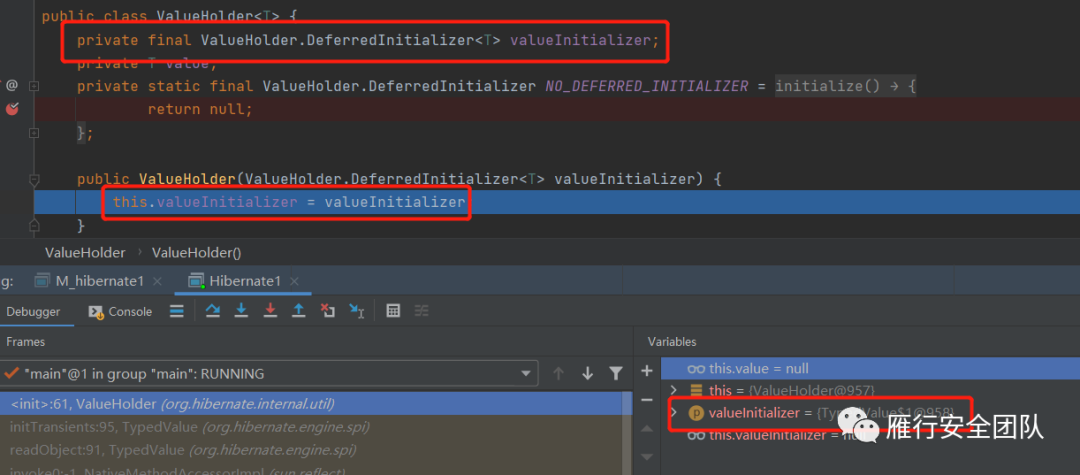 public class ValueHolder<T> {
private final ValueHolder.DeferredInitializer<T> valueInitializer;
private T value;
private static final ValueHolder.DeferredInitializer NO_DEFERRED_INITIALIZER = initialize() → {
return null;
};
public ValueHolder(ValueHolder.DeferredInitializer<T> valueInitializer) {
this.valueInitializer = valueInitializer
}
ValueHolder › ValueHolder()
g: M_hibernate1 × Hibernate1 ×
Debugger Console
Frames
Variables
"main"@1 in group "main": RUNNING
<init>:61, ValueHolder (org.hibernate.internal.util)
initTransients:95, TypedValue (org.hibernate.engine.spi)
readObject:91, TypedValue (org.hibernate.engine.spi)
invoke0:-1, NativeMethodAccessorImpl (sun.reflect)
this.value = null
this = {ValueHolder@957}
valueInitializer = {TypedValue$1@958}
this.valueInitializer = null
雁行安全团队